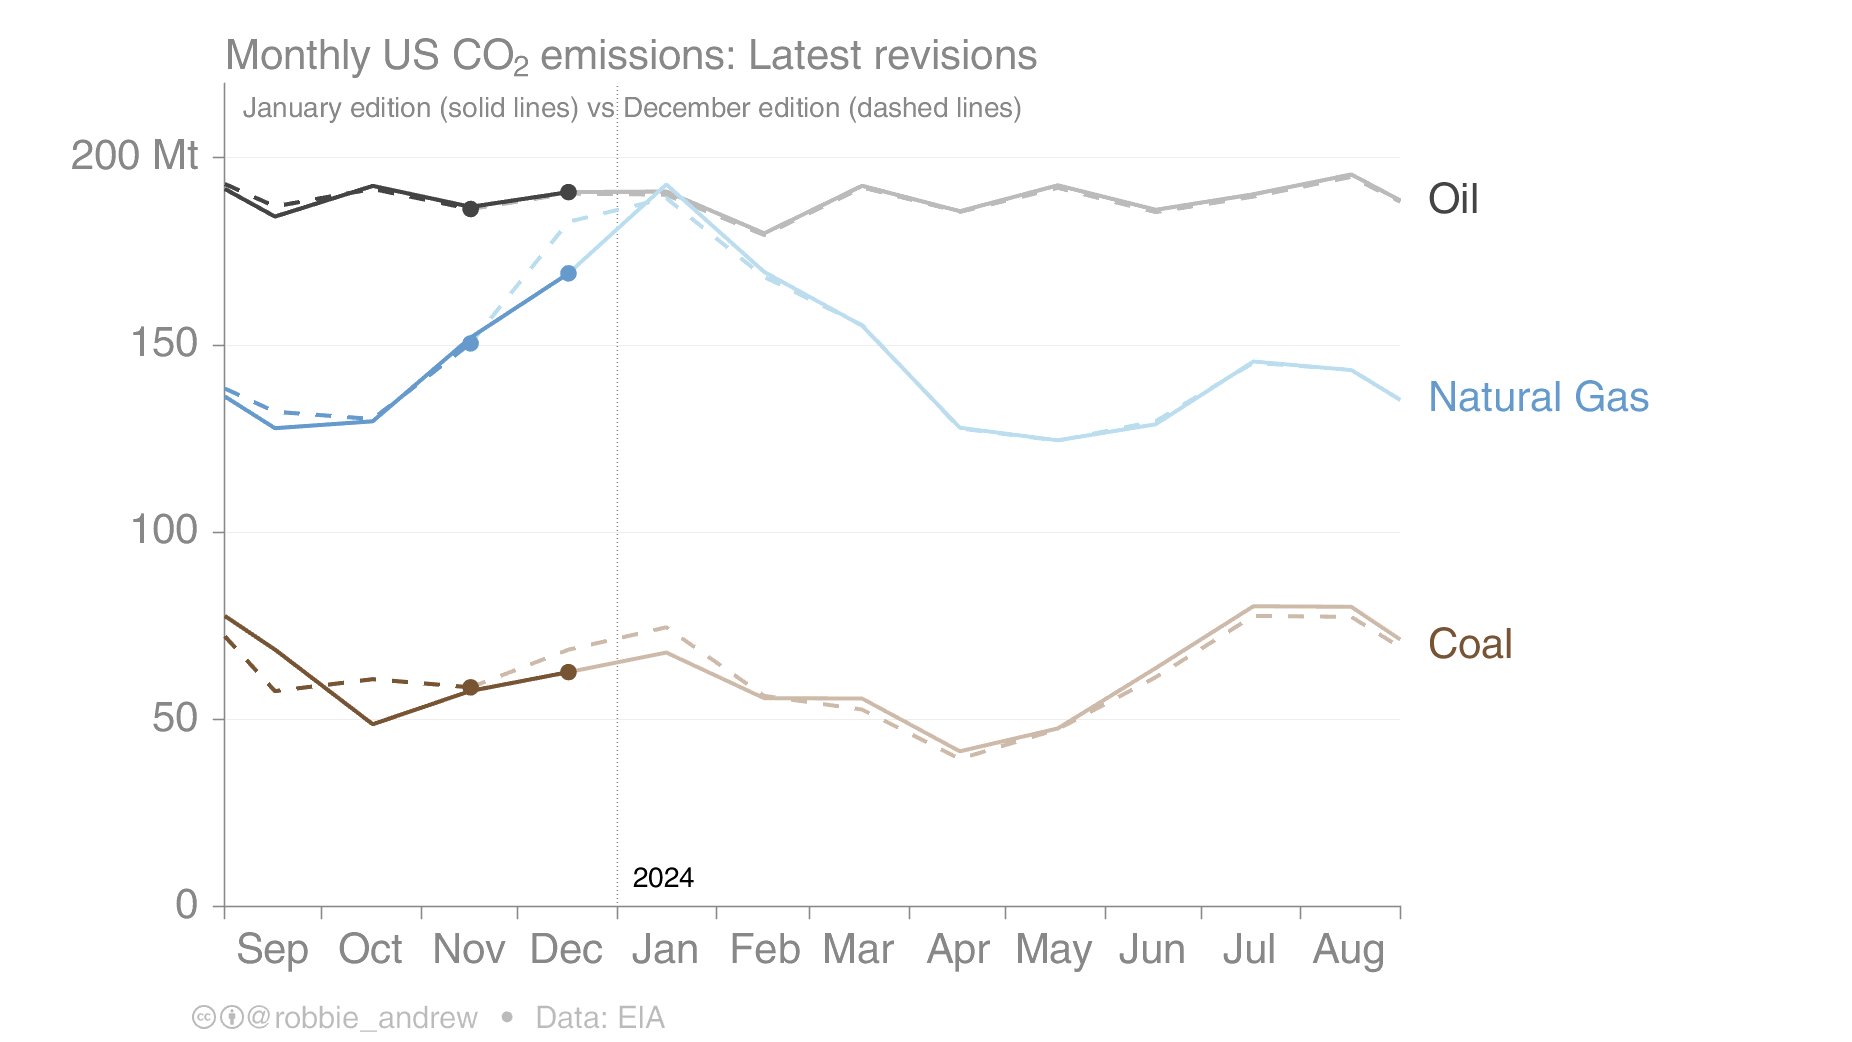 Monthly US CO₂ emissions: Latest revisions
January edition (solid lines) vs December edition (dashed lines)
200 Mt
150
100
50
0
Oil
Natural Gas
Coal
2024
Sep Oct Nov Dec Jan Feb Mar Apr May Jun Jul Aug
cc @robbie_andrew • Data: EIA